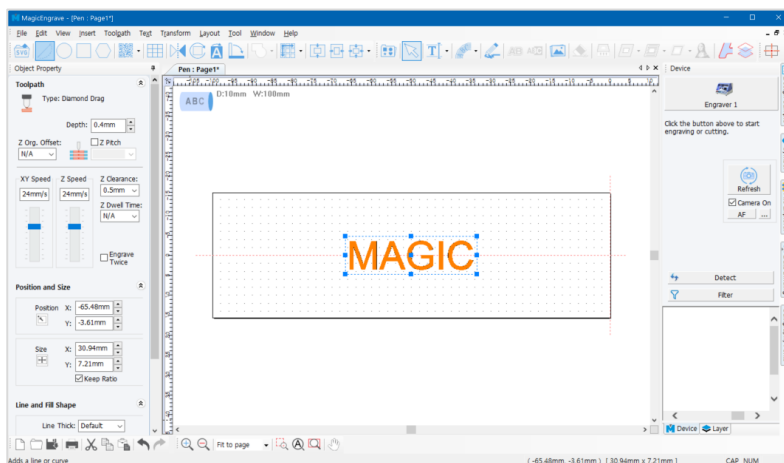 MagicEngrave - [Pen : Page1*]
File Edit View Insert Toolpath Text Transform Layout Tool Window Help
Object Property
Pen : Page1*
Device
Toolpath
Type: Diamond Drag
Depth: 0.4mm
Z Org. Offset:
N/A
Z Pitch
XY Speed
24mm/s
Z Speed
24mm/s
Z Clearance:
0.5mm
Z Dwell Time:
N/A
Engrave
Twice
Position and Size
Position X: -65.48mm
Y: -3.61mm
Size X: 30.94mm
Y: 7.21mm
Keep Ratio
Line and Fill Shape
Line Thick: Default
ABC
D:10mm W:100mm
MAGIC
Engraver 1
Click the button above to start
engraving or cutting.
Refresh
Camera On
AF ...
Detect
Filter
Device Layer
Fit to page
Adds a line or curve
( -65.48mm, -3.61mm ) [ 30.94mm x 7.21mm ]
CAP NUM